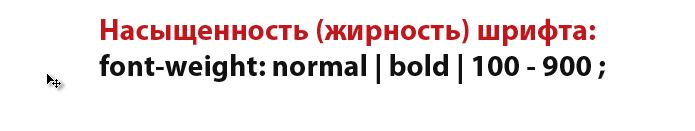 Насыщенность (жирность) шрифта:
font-weight: normal | bold | 100 - 900 ;